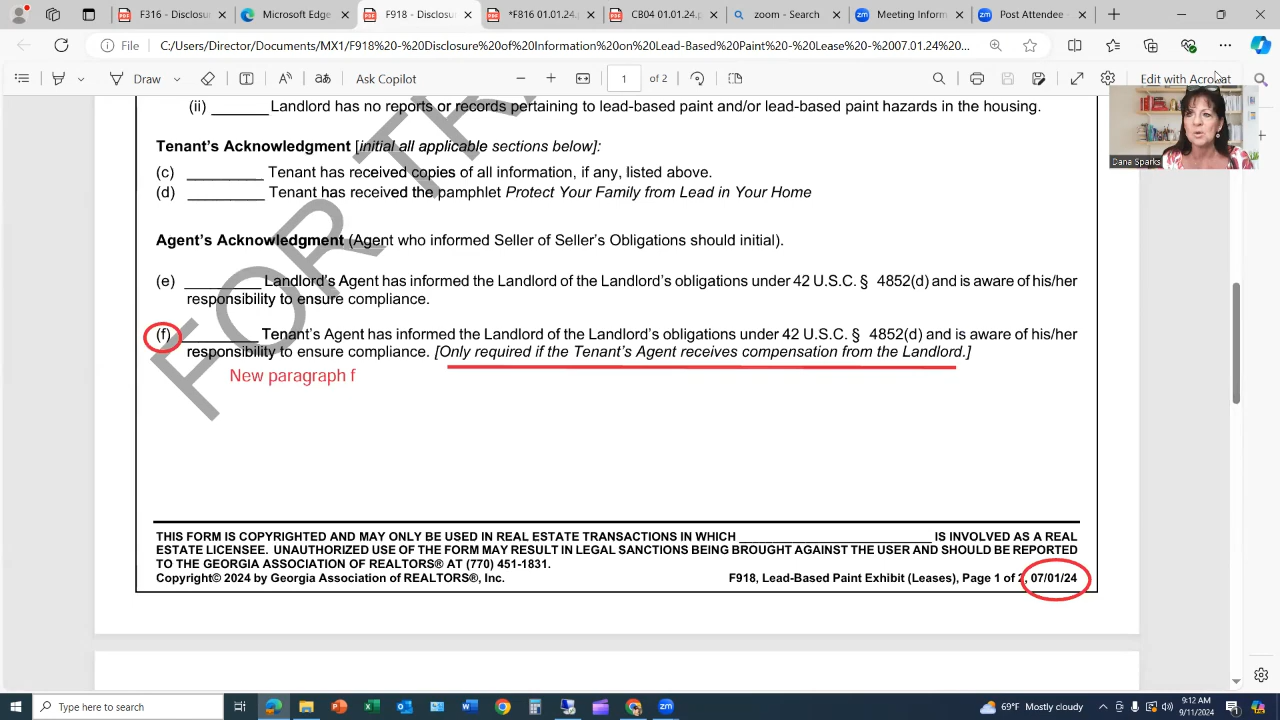 F918 - Disclosure
Microsoft Edge
F918 - Disclosu
*F816 01.01.24.p
CB04 01.01.24.p
zoom - Search
Meeting Informa
Post Attendee -
File
C:/Users/Director/Documents/MX1/F918%20-%20Disclosure%20of%20Information%20on%20Lead-Based%20Paint%20-%20Lease%20-%2007.01.24%20...
Draw
Ask Copilot
1 of 2
Edit with Acrobat
(ii) _______ Landlord has no reports or records pertaining to lead-based paint and/or lead-based paint hazards in the housing.
Tenant's Acknowledgment [initial all applicable sections below]:
(c) _________ Tenant has received copies of all information, if any, listed above.
(d) _________ Tenant has received the pamphlet Protect Your Family from Lead in Your Home
Agent's Acknowledgment (Agent who informed Seller of Seller's Obligations should initial).
(e) _________ Landlord's Agent has informed the Landlord of the Landlord's obligations under 42 U.S.C. § 4852(d) and is aware of his/her
responsibility to ensure compliance.
(f) _________ Tenant's Agent has informed the Landlord of the Landlord's obligations under 42 U.S.C. § 4852(d) and is aware of his/her
responsibility to ensure compliance. [Only required if the Tenant's Agent receives compensation from the Landlord.]
New paragraph f
FOR TR
THIS FORM IS COPYRIGHTED AND MAY ONLY BE USED IN REAL ESTATE TRANSACTIONS IN WHICH ____________________________ IS INVOLVED AS A REAL
ESTATE LICENSEE. UNAUTHORIZED USE OF THE FORM MAY RESULT IN LEGAL SANCTIONS BEING BROUGHT AGAINST THE USER AND SHOULD BE REPORTED
TO THE GEORGIA ASSOCIATION OF REALTORS® AT (770) 451-1831.
Copyright© 2024 by Georgia Association of REALTORS®, Inc.
F918, Lead-Based Paint Exhibit (Leases), Page 1 of 2, 07/01/24
Dana Sparks
Type here to search
69°F Mostly cloudy
9:12 AM
9/11/2024